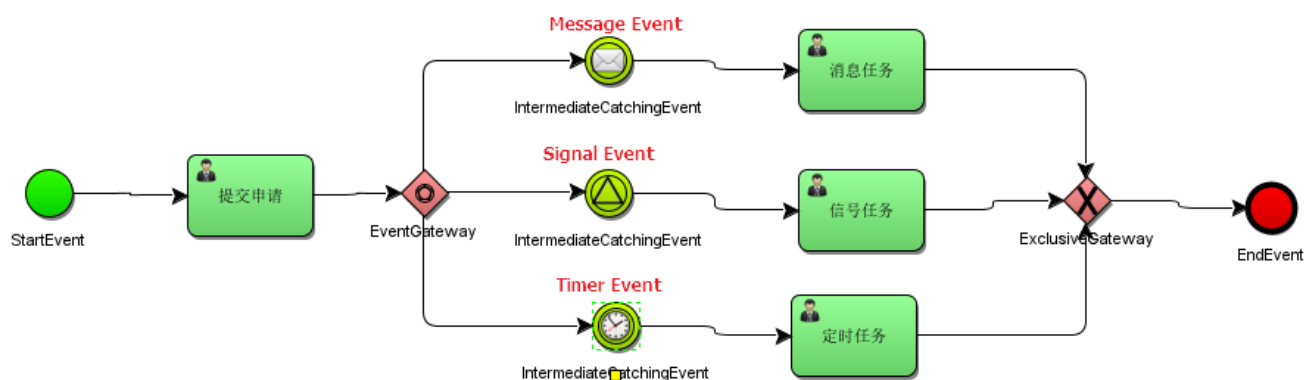 Message Event
消息任务
IntermediateCatchingEvent
Signal Event
提交申请
信号任务
StartEvent
EventGateway
IntermediateCatchingEvent
ExclusiveGateway
EndEvent
Timer Event
定时任务
IntermediateCatchingEvent